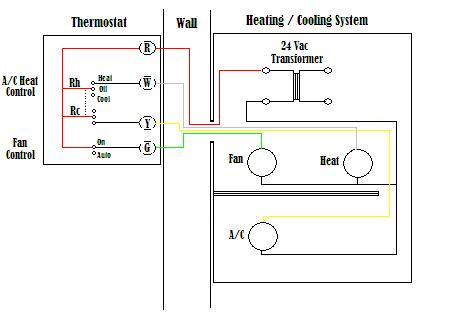 Thermostat
Wall
Heating / Cooling System
R
24 Vac
Transformer
A/C Heat
Control
Rh
Heat
Off
Cool
W
Rc
Y
Fan
Control
On
Auto
G
Fan
Heat
A/C